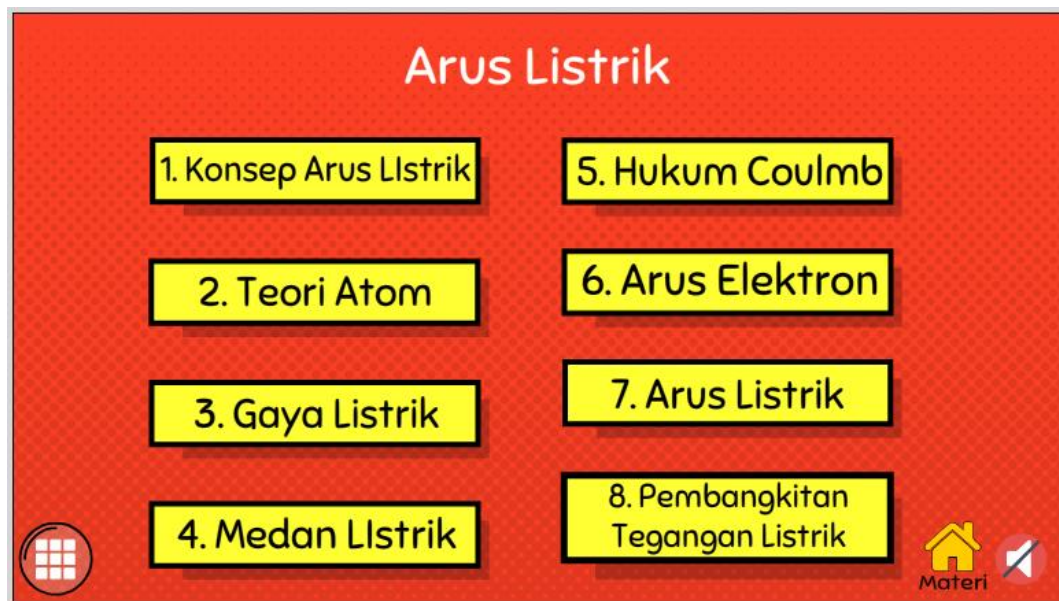 Arus Listrik
1. Konsep Arus LIstrik
2. Teori Atom
3. Gaya Listrik
4. Medan LIstrik
5. Hukum Coulmb
6. Arus Elektron
7. Arus Listrik
8. Pembangkitan
Tegangan Listrik
Materi